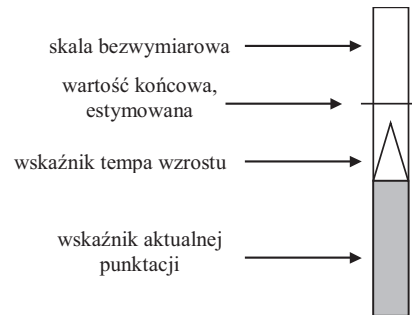 skala bezwymiarowa
wartość końcowa,
estymowana
wskaźnik tempa wzrostu
wskaźnik aktualnej
punktacji